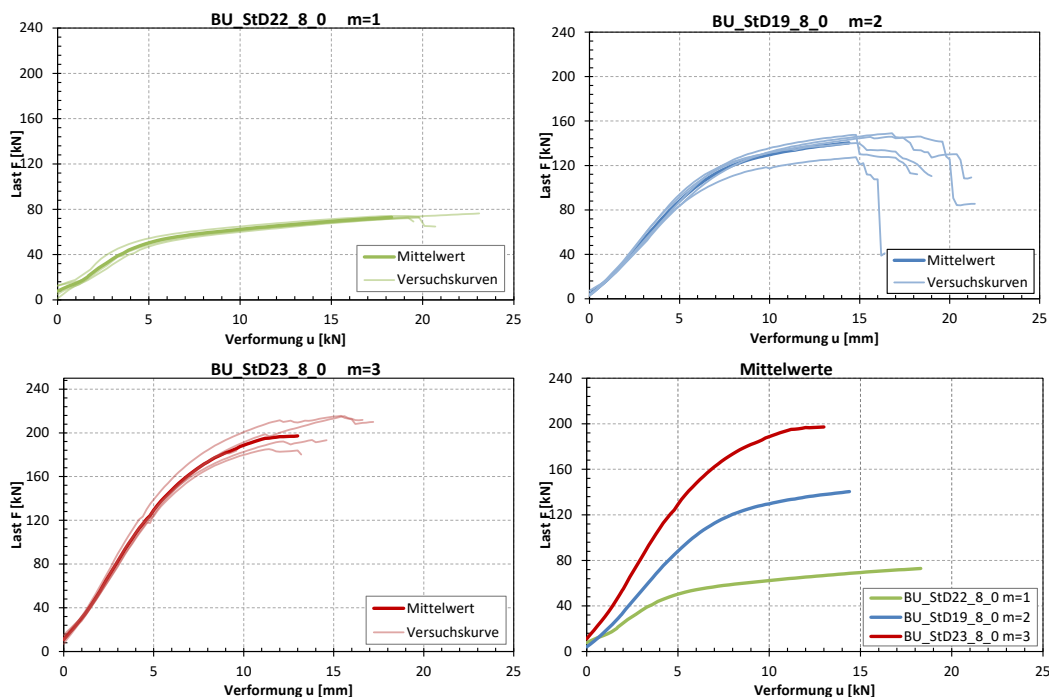 BU_StD22_8_0 m=1
240
200
160
120
80
40
0
Last F [kN]
0 5 10 15 20 25
Verformung u [kN]
Mittelwert
Versuchskurven
BU_StD19_8_0 m=2
240
200
160
120
80
40
0
Last F [kN]
0 5 10 15 20 25
Verformung u [mm]
Mittelwert
Versuchskurven
BU_StD23_8_0 m=3
240
200
160
120
80
40
0
Last F [kN]
0 5 10 15 20 25
Verformung u [mm]
Mittelwert
Versuchskurve
Mittelwerte
240
200
160
120
80
40
0
Last F [kN]
0 5 10 15 20 25
Verformung u [kN]
BU_StD22_8_0 m=1
BU_StD19_8_0 m=2
BU_StD23_8_0 m=3